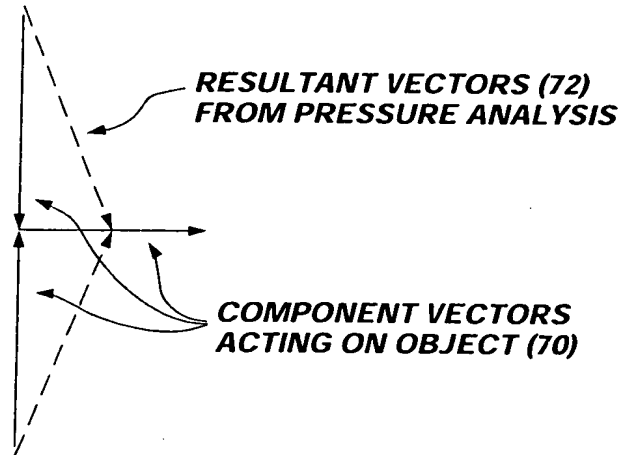 RESULTANT VECTORS (72)
FROM PRESSURE ANALYSIS
COMPONENT VECTORS
ACTING ON OBJECT (70)